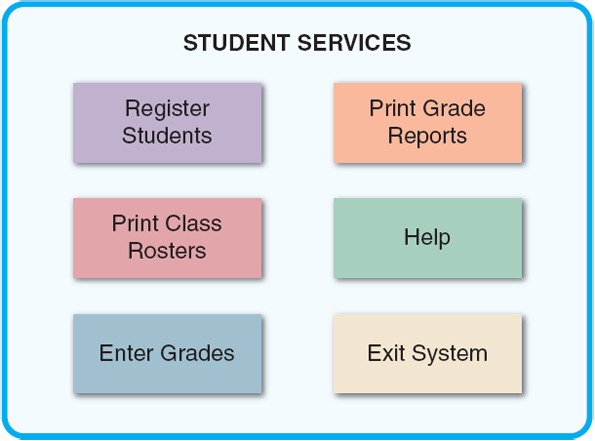 STUDENT SERVICES
Register
Students
Print Grade
Reports
Print Class
Rosters
Help
Enter Grades
Exit System